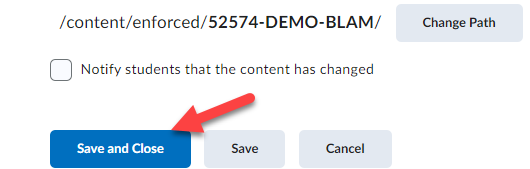 /content/enforced/52574-DEMO-BLAM/ Change Path
Notify students that the content has changed
Save and Close Save Cancel